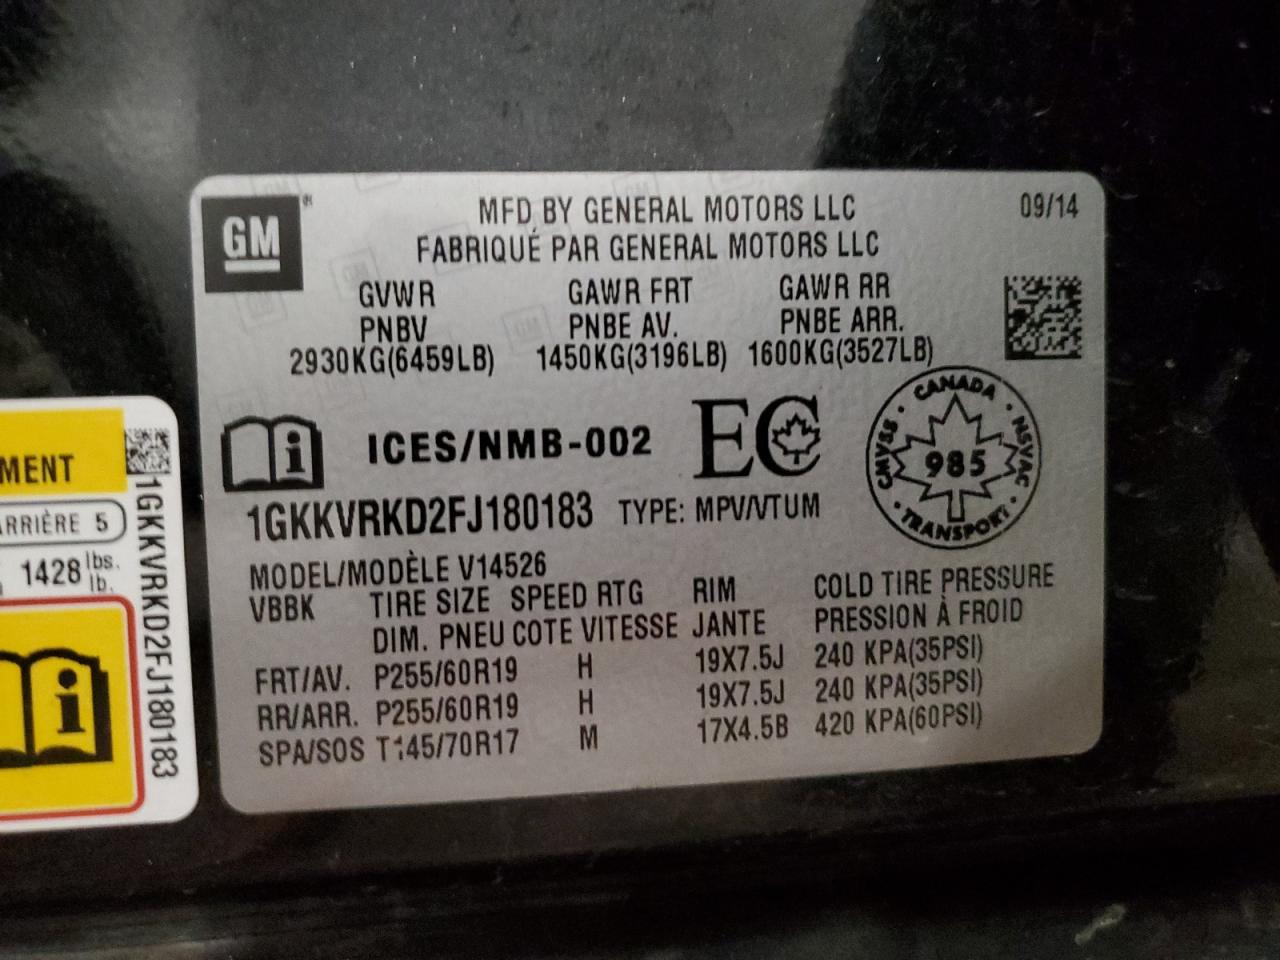 GM
MFD BY GENERAL MOTORS LLC
09/14
FABRIQUÉ PAR GENERAL MOTORS LLC
GVWR GAWR FRT GAWR RR
PNBV PNBE AV. PNBE ARR.
2930KG(6459LB) 1450KG(3196LB) 1600KG(3527LB)
i ICES/NMB-002 EC
CANADA
CMVSS 985 NSVAC
TRANSPORT
1GKKVRKD2FJ180183 TYPE: MPV/VTUM
MODEL/MODÈLE V14526
VBBK TIRE SIZE SPEED RTG RIM COLD TIRE PRESSURE
DIM. PNEU COTE VITESSE JANTE PRESSION À FROID
FRT/AV. P255/60R19 H 19X7.5J 240 KPA(35PSI)
RR/ARR. P255/60R19 H 19X7.5J 240 KPA(35PSI)
SPA/SOS T145/70R17 M 17X4.5B 420 KPA(60PSI)
MENT
ARRIÈRE 5
1428 lbs.
lb.
i
1GKKVRKD2FJ180183